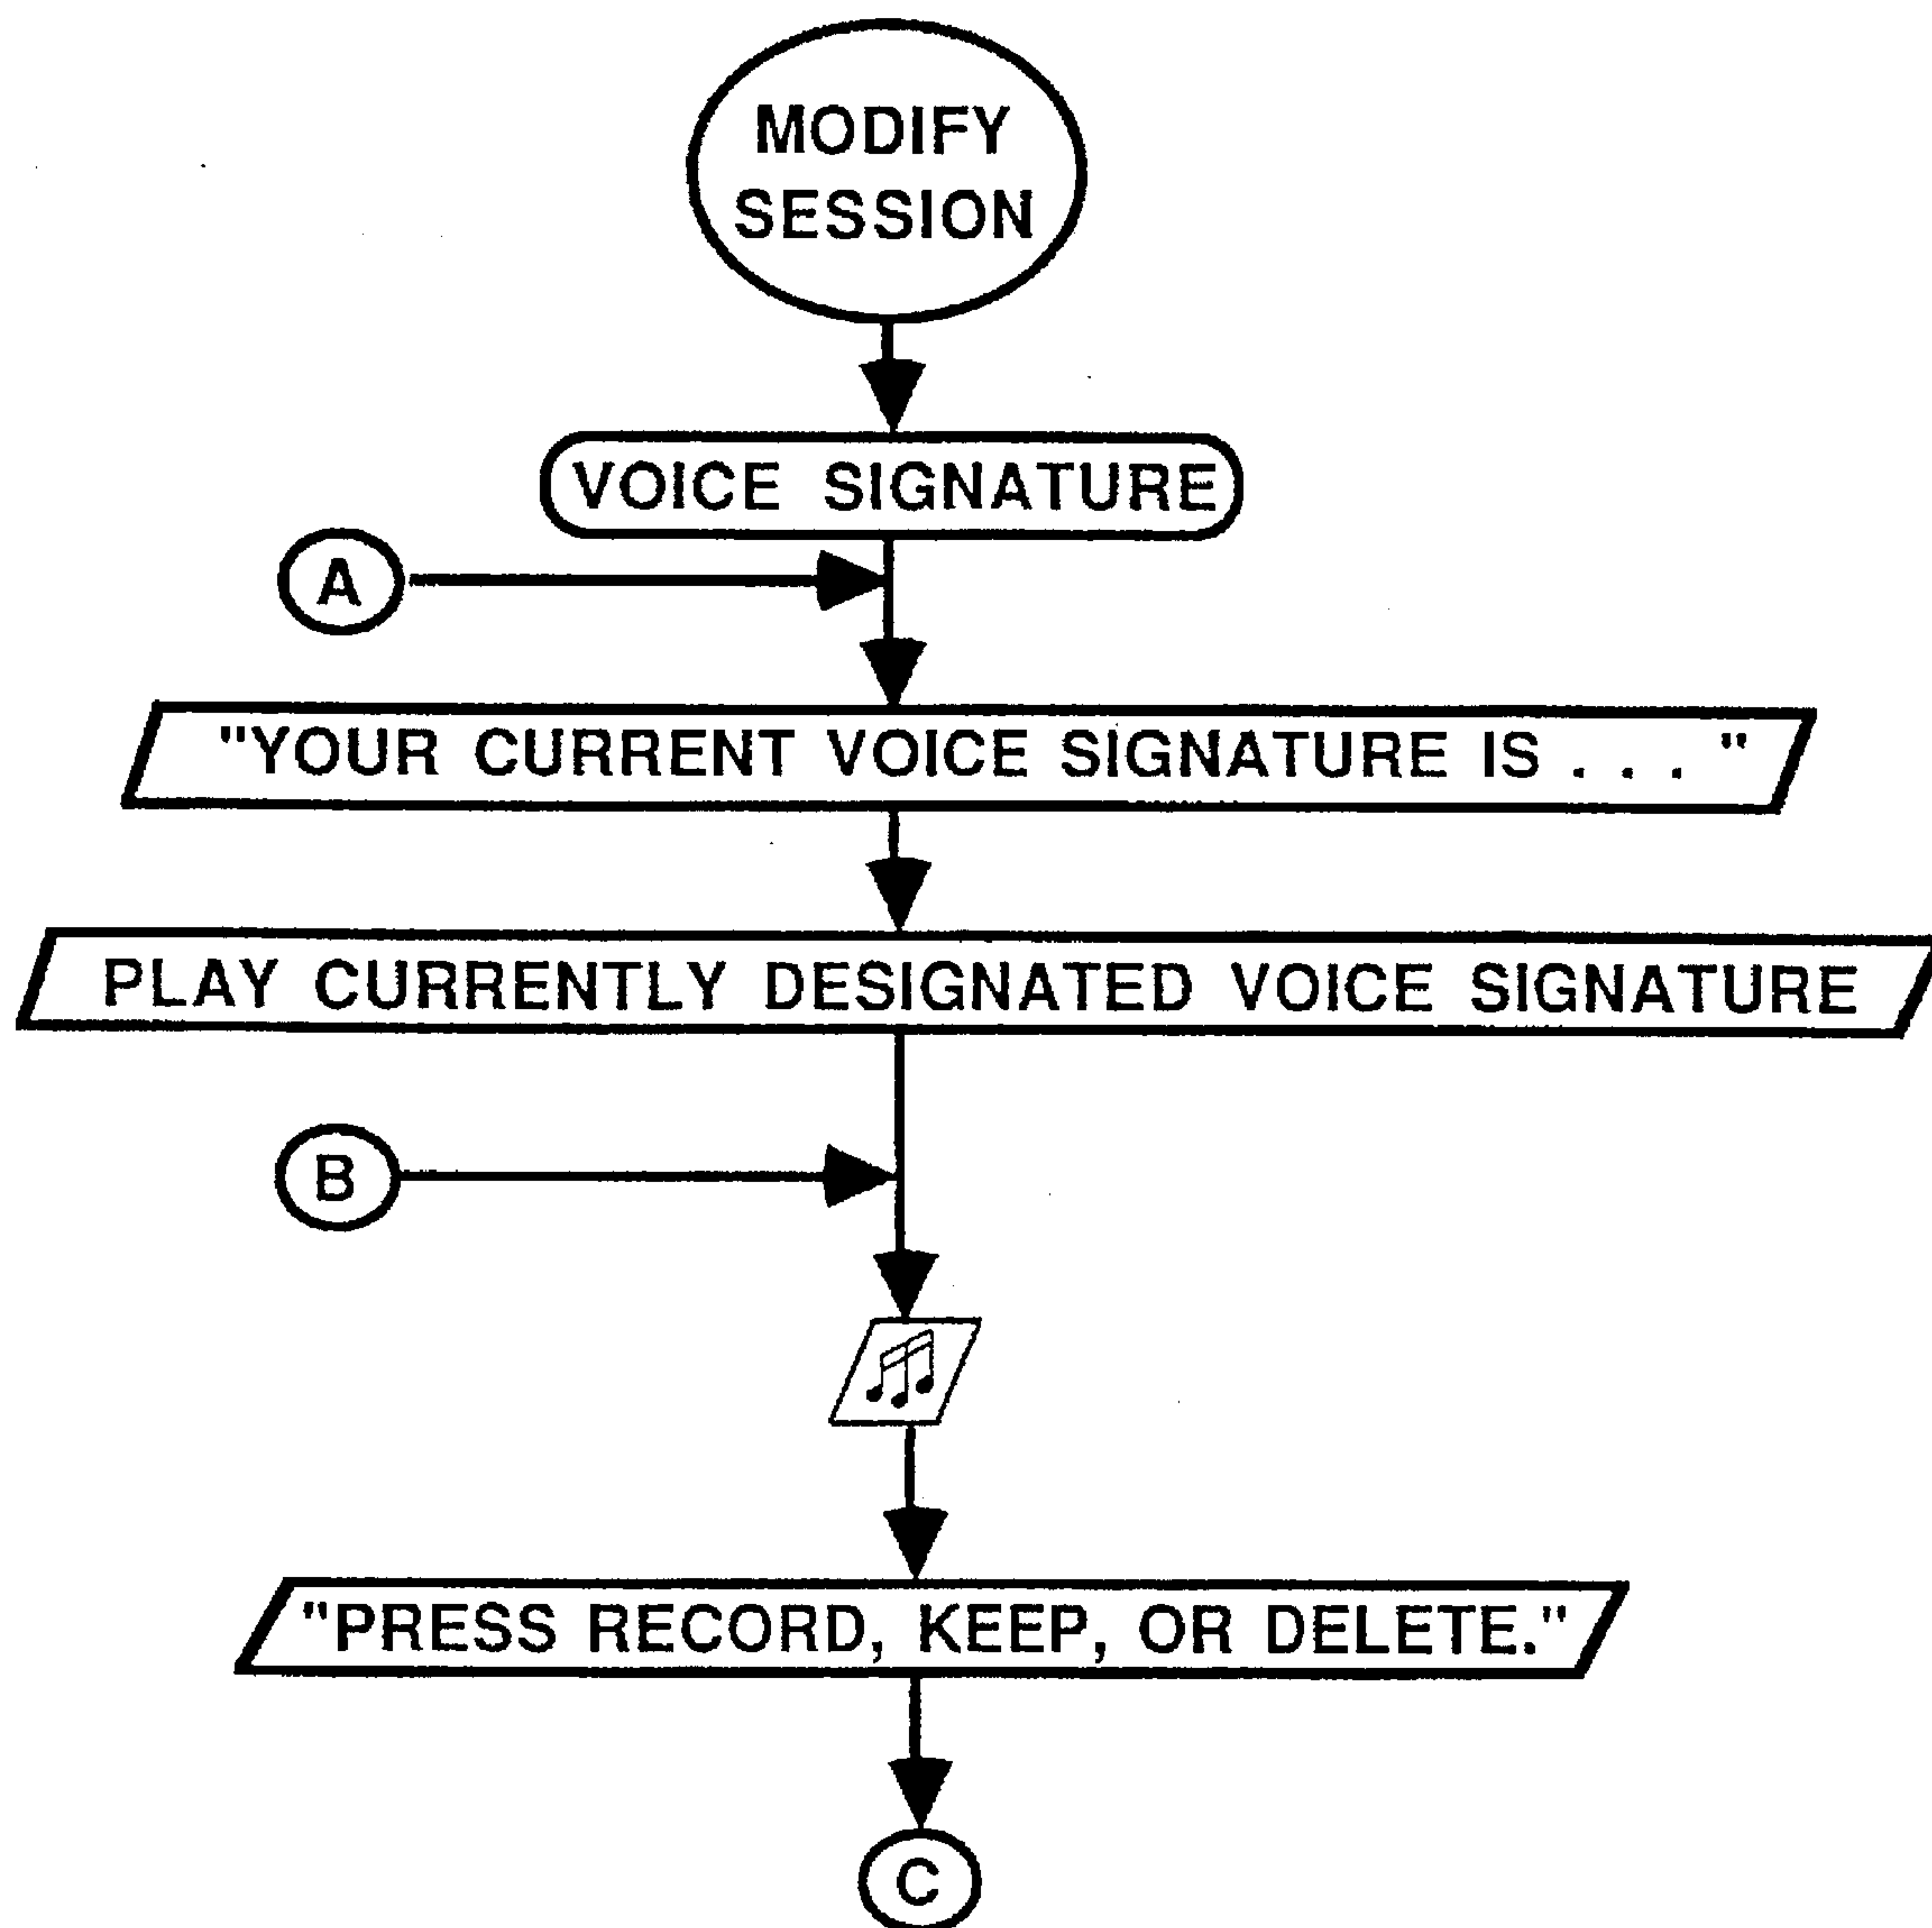 MODIFY
SESSION
VOICE SIGNATURE
A
"YOUR CURRENT VOICE SIGNATURE IS . . . "
PLAY CURRENTLY DESIGNATED VOICE SIGNATURE
B
"PRESS RECORD, KEEP, OR DELETE."
C